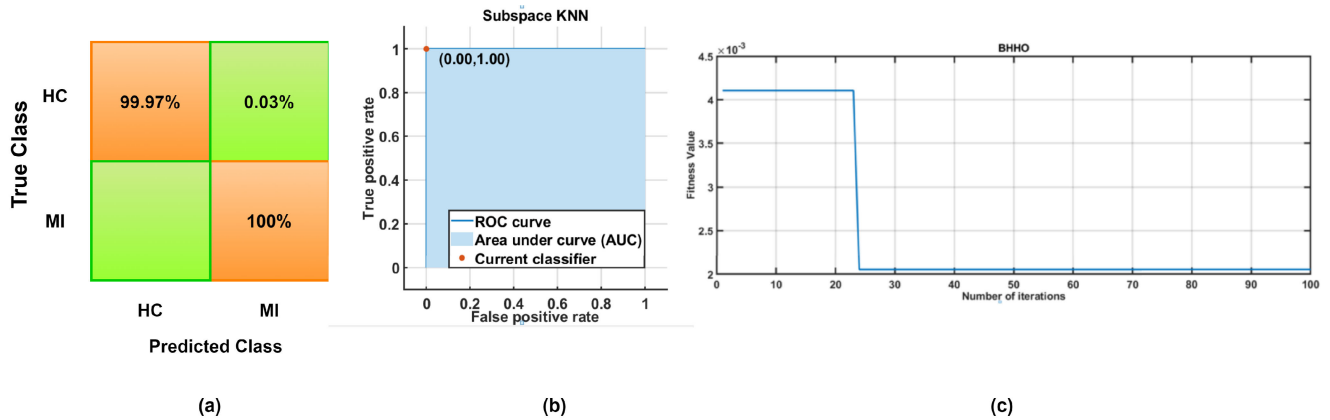 True Class
HC
MI
99.97%
0.03%
100%
HC
MI
Predicted Class
(a)
Subspace KNN
(0.00,1.00)
True positive rate
1
0.8
0.6
0.4
0.2
0
ROC curve
Area under curve (AUC)
Current classifier
0 0.2 0.4 0.6 0.8 1
False positive rate
(b)
BHHO
×10⁻³
Fitness Value
4.5
4
3.5
3
2.5
2
0 10 20 30 40 50 60 70 80 90 100
Number of iterations
(c)